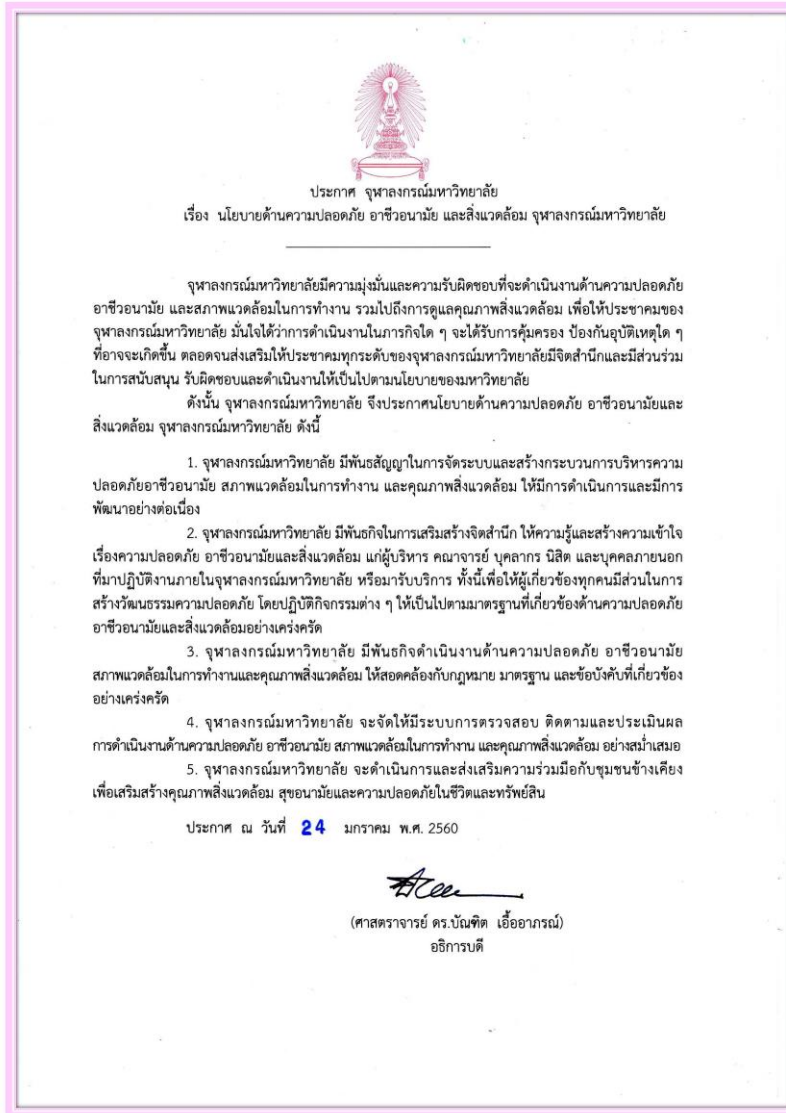 ประกาศ จุฬาลงกรณ์มหาวิทยาลัย
เรื่อง นโยบายด้านความปลอดภัย อาชีวอนามัย และสิ่งแวดล้อม จุฬาลงกรณ์มหาวิทยาลัย
จุฬาลงกรณ์มหาวิทยาลัยมีความมุ่งมั่นและความรับผิดชอบที่จะดำเนินงานด้านความปลอดภัย
อาชีวอนามัย และสภาพแวดล้อมในการทำงาน รวมไปถึงการดูแลคุณภาพสิ่งแวดล้อม เพื่อให้ประชาคมของ
จุฬาลงกรณ์มหาวิทยาลัย มั่นใจได้ว่าการดำเนินงานในภารกิจใด ๆ จะได้รับการคุ้มครอง ป้องกันอุบัติเหตุใด ๆ
ที่อาจจะเกิดขึ้น ตลอดจนส่งเสริมให้ประชาคมทุกระดับของจุฬาลงกรณ์มหาวิทยาลัยมีจิตสำนึกและมีส่วนร่วม
ในการสนับสนุน รับผิดชอบและดำเนินงานให้เป็นไปตามนโยบายของมหาวิทยาลัย
ดังนั้น จุฬาลงกรณ์มหาวิทยาลัย จึงประกาศนโยบายด้านความปลอดภัย อาชีวอนามัยและ
สิ่งแวดล้อม จุฬาลงกรณ์มหาวิทยาลัย ดังนี้
1. จุฬาลงกรณ์มหาวิทยาลัย มีพันธสัญญาในการจัดระบบและสร้างกระบวนการบริหารความ
ปลอดภัยอาชีวอนามัย สภาพแวดล้อมในการทำงาน และคุณภาพสิ่งแวดล้อม ให้มีการดำเนินการและมีการ
พัฒนาอย่างต่อเนื่อง
2. จุฬาลงกรณ์มหาวิทยาลัย มีพันธกิจในการเสริมสร้างจิตสำนึก ให้ความรู้และสร้างความเข้าใจ
เรื่องความปลอดภัย อาชีวอนามัยและสิ่งแวดล้อม แก่ผู้บริหาร คณาจารย์ บุคลากร นิสิต และบุคคลภายนอก
ที่มาปฏิบัติงานภายในจุฬาลงกรณ์มหาวิทยาลัย หรือมารับบริการ ทั้งนี้เพื่อให้ผู้เกี่ยวข้องทุกคนมีส่วนในการ
สร้างวัฒนธรรมความปลอดภัย โดยปฏิบัติกิจกรรมต่าง ๆ ให้เป็นไปตามมาตรฐานที่เกี่ยวข้องด้านความปลอดภัย
อาชีวอนามัยและสิ่งแวดล้อมอย่างเคร่งครัด
3. จุฬาลงกรณ์มหาวิทยาลัย มีพันธกิจดำเนินงานด้านความปลอดภัย อาชีวอนามัย
สภาพแวดล้อมในการทำงานและคุณภาพสิ่งแวดล้อม ให้สอดคล้องกับกฎหมาย มาตรฐาน และข้อบังคับที่เกี่ยวข้อง
อย่างเคร่งครัด
4. จุฬาลงกรณ์มหาวิทยาลัย จะจัดให้มีระบบการตรวจสอบ ติดตามและประเมินผล
การดำเนินงานด้านความปลอดภัย อาชีวอนามัย สภาพแวดล้อมในการทำงาน และคุณภาพสิ่งแวดล้อม อย่างสม่ำเสมอ
5. จุฬาลงกรณ์มหาวิทยาลัย จะดำเนินการและส่งเสริมความร่วมมือกับชุมชนข้างเคียง
เพื่อเสริมสร้างคุณภาพสิ่งแวดล้อม สุขอนามัยและความปลอดภัยในชีวิตและทรัพย์สิน
ประกาศ ณ วันที่ 24 มกราคม พ.ศ. 2560
(ศาสตราจารย์ ดร.บัณฑิต เอื้ออาภรณ์)
อธิการบดี